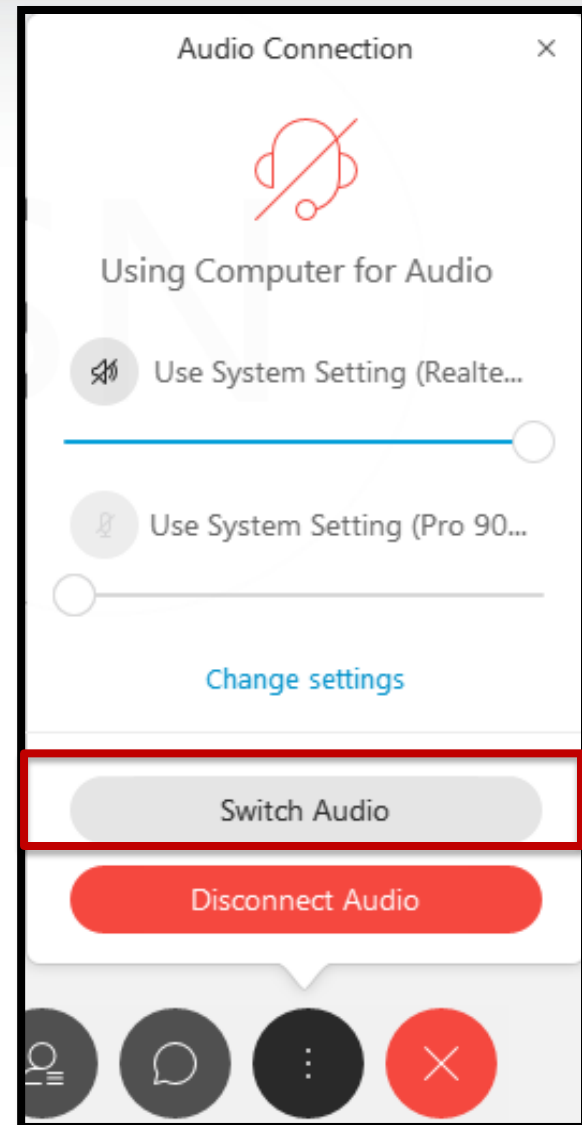 Audio Connection
Using Computer for Audio
Use System Setting (Realte...
Use System Setting (Pro 90...
Change settings
Switch Audio
Disconnect Audio